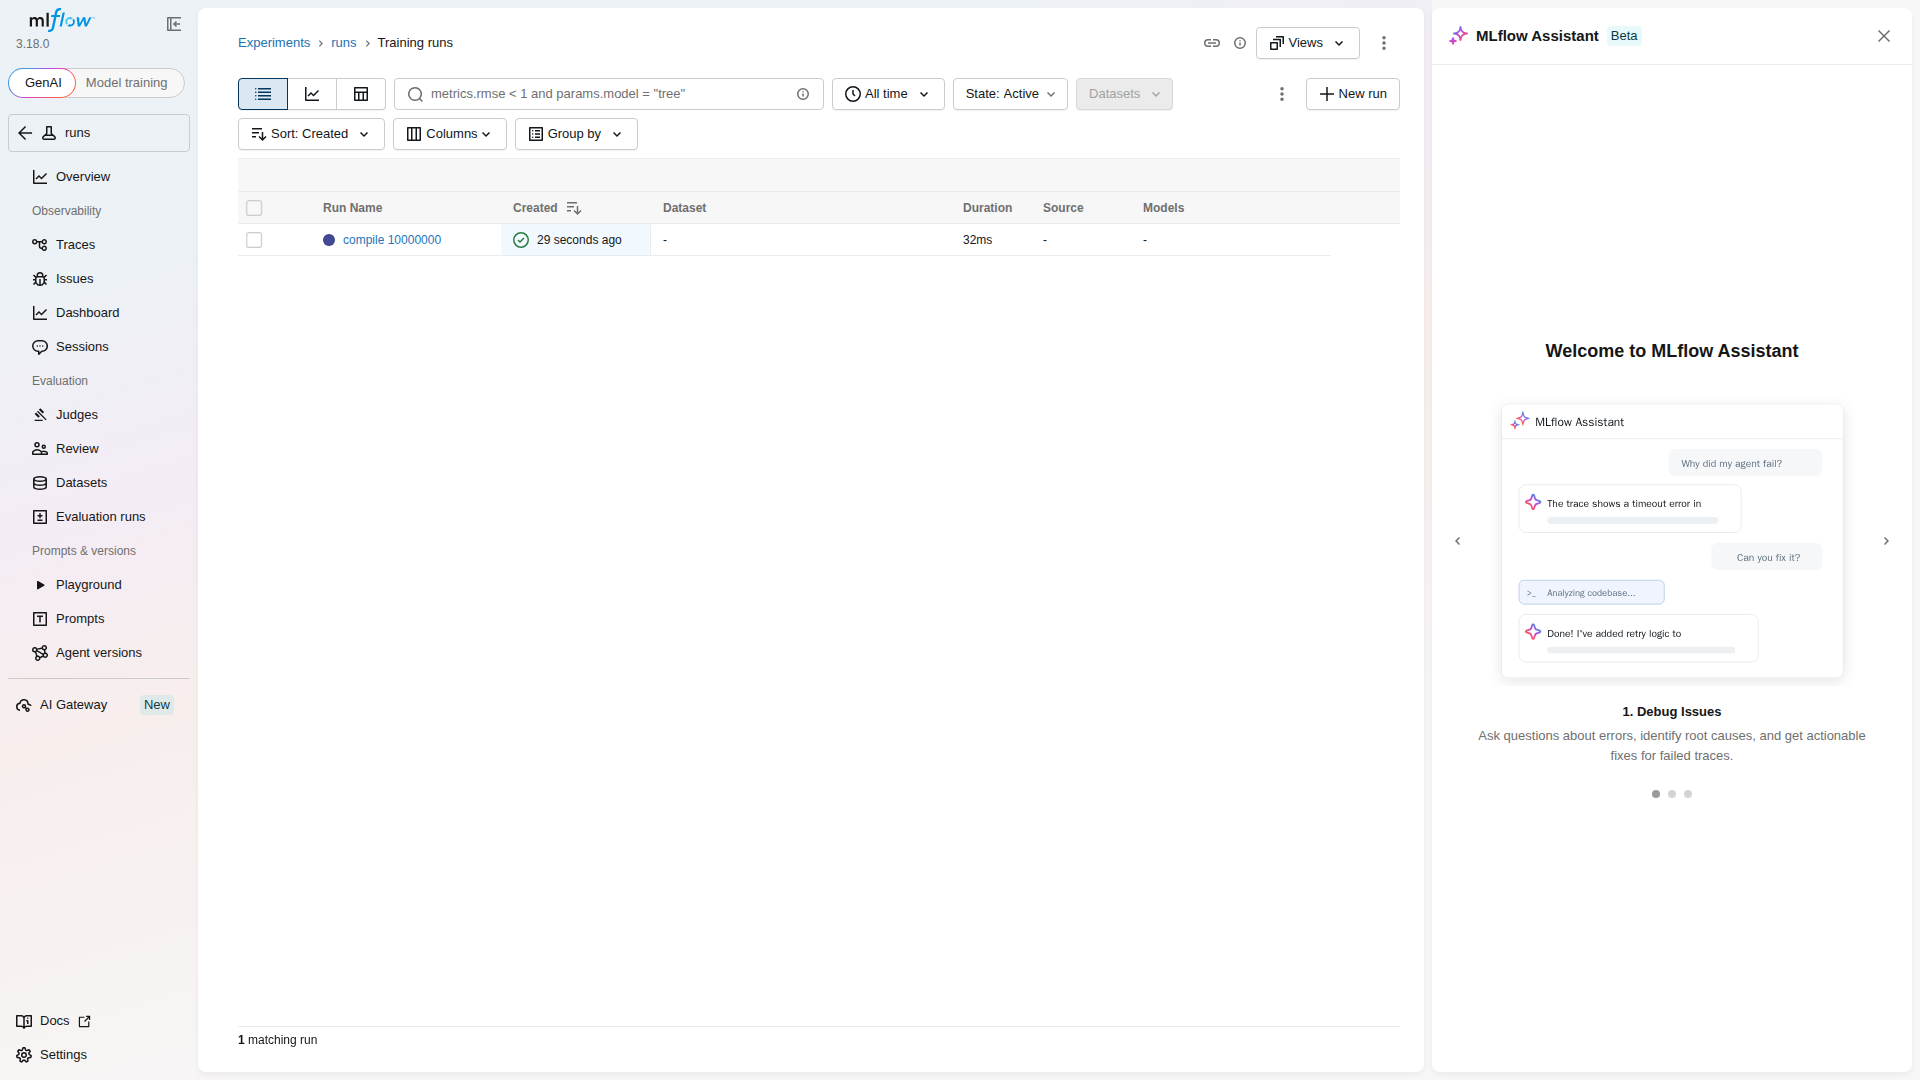 mlflow
3.18.0
GenAI
Model training
runs
Overview
Observability
Traces
Issues
Dashboard
Sessions
Evaluation
Judges
Review
Datasets
Evaluation runs
Prompts & versions
Playground
Prompts
Agent versions
AI Gateway New
Docs
Settings
Experiments > runs > Training runs
Views
metrics.rmse < 1 and params.model = "tree"
All time
State: Active
Datasets
New run
Sort: Created
Columns
Group by
Run Name Created Dataset Duration Source Models
compile 10000000 29 seconds ago - 32ms - -
1 matching run
MLflow Assistant Beta
Welcome to MLflow Assistant
MLflow Assistant
Why did my agent fail?
The trace shows a timeout error in
Can you fix it?
>_ Analyzing codebase...
Done! I've added retry logic to
1. Debug Issues
Ask questions about errors, identify root causes, and get actionable
fixes for failed traces.